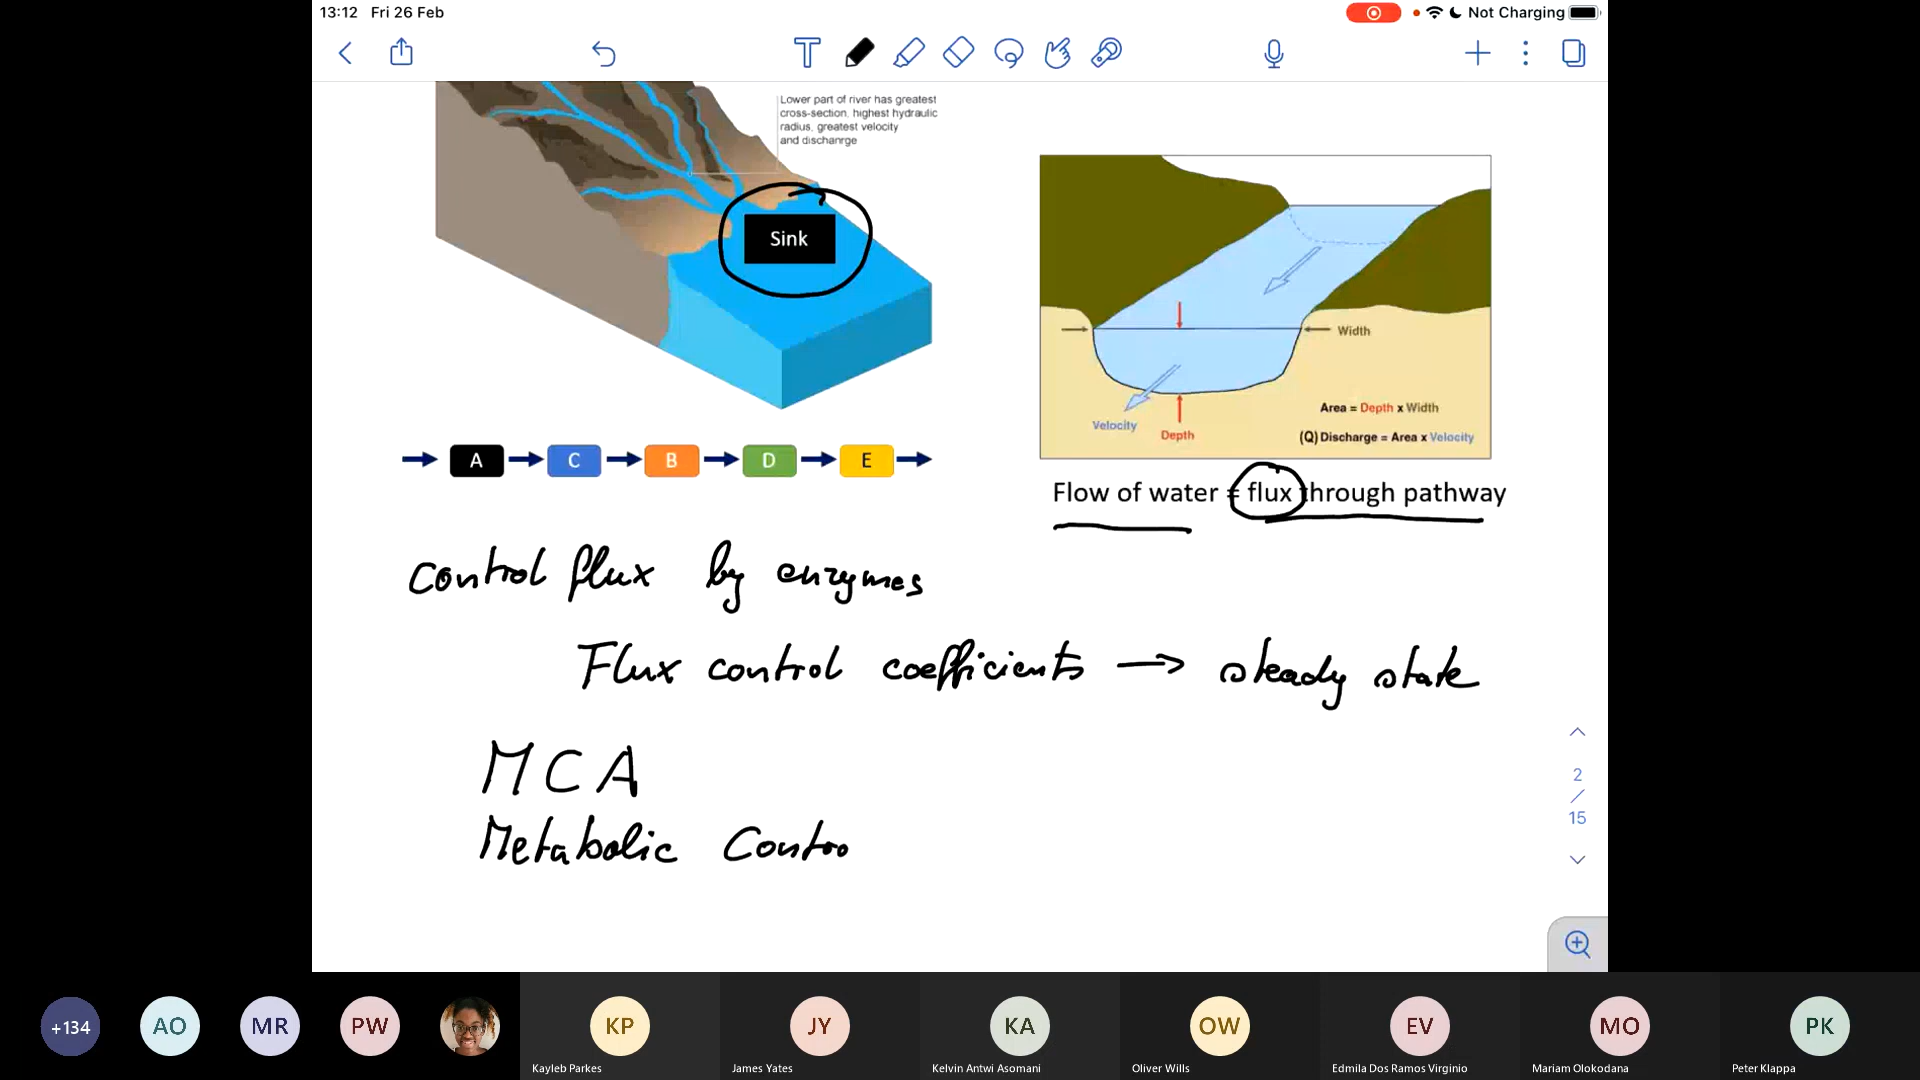 13:12 Fri 26 Feb Not Charging
Lower part of river has greatest
cross-section, highest hydraulic
radius, greatest velocity
and dischanrge
Sink
Width
Area = Depth x Width
Velocity
Depth
(Q) Discharge = Area x Velocity
A C B D E
Flow of water = flux through pathway
control flux by enzymes
Flux control coefficients → steady state
MCA
Metabolic Contro
2
/
15
+134 AO MR PW KP JY KA OW EV MO PK
Kayleb Parkes James Yates Kelvin Antwi Asomani Oliver Wills Edmila Dos Ramos Virginio Mariam Olokodana Peter Klappa